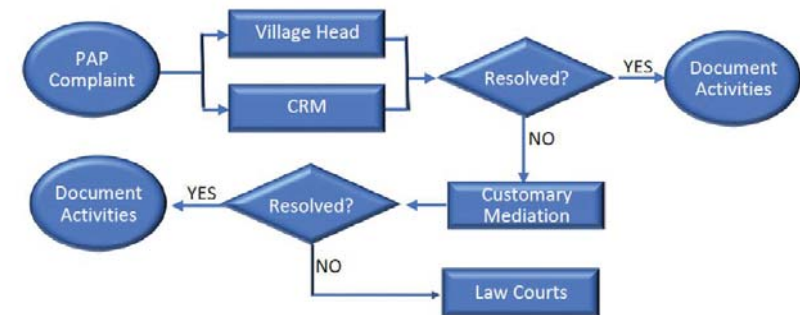 PAP
Complaint
Village Head
CRM
Resolved?
YES
Document
Activities
NO
Customary
Mediation
Resolved?
YES
Document
Activities
NO
Law Courts